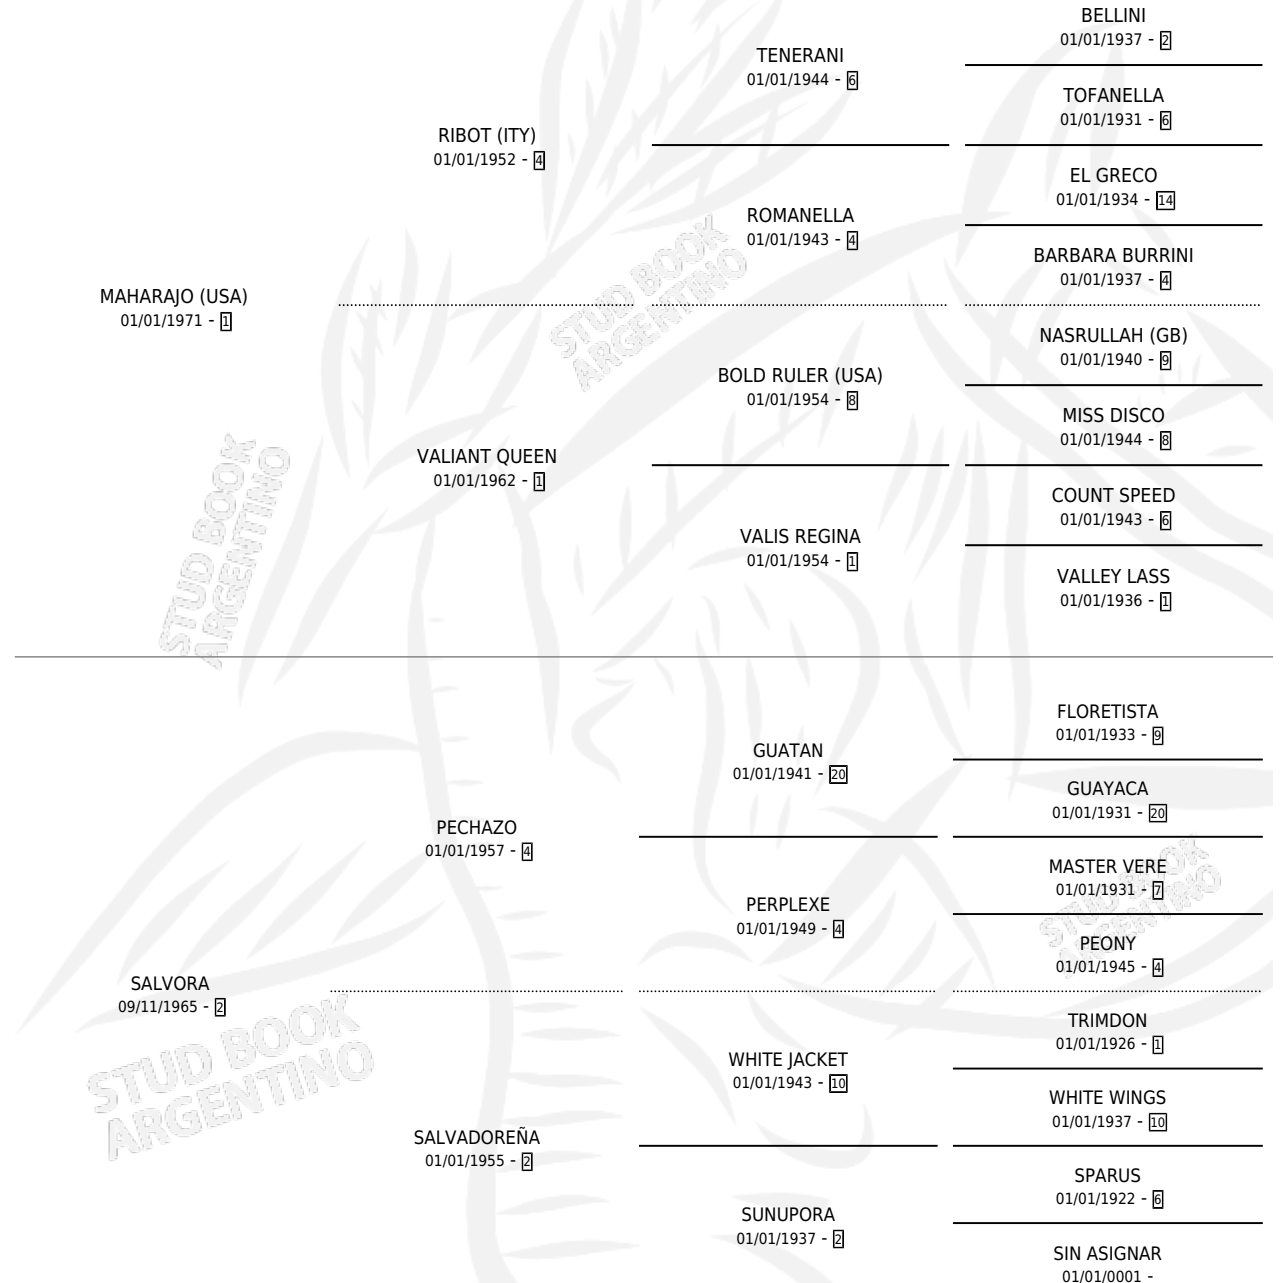 BELLINI
01/01/1937 - 2
TENERANI
01/01/1944 - 6
TOFANELLA
01/01/1931 - 6
RIBOT (ITY)
01/01/1952 - 4
EL GRECO
01/01/1934 - 14
ROMANELLA
01/01/1943 - 4
BARBARA BURRINI
01/01/1937 - 4
MAHARAJO (USA)
01/01/1971 - 1
NASRULLAH (GB)
01/01/1940 - 9
BOLD RULER (USA)
01/01/1954 - 8
MISS DISCO
01/01/1944 - 8
VALIANT QUEEN
01/01/1962 - 1
COUNT SPEED
01/01/1943 - 6
VALIS REGINA
01/01/1954 - 1
VALLEY LASS
01/01/1936 - 1
FLORETISTA
01/01/1933 - 9
GUATAN
01/01/1941 - 20
GUAYACA
01/01/1931 - 20
PECHAZO
01/01/1957 - 4
MASTER VERE
01/01/1931 - 7
PERPLEXE
01/01/1949 - 4
PEONY
01/01/1945 - 4
SALVORA
09/11/1965 - 2
TRIMDON
01/01/1926 - 1
WHITE JACKET
01/01/1943 - 10
WHITE WINGS
01/01/1937 - 10
SALVADOREÑA
01/01/1955 - 2
SPARUS
01/01/1922 - 6
SUNUPORA
01/01/1937 - 2
SIN ASIGNAR
01/01/0001 -
STUD BOOK
ARGENTINO
STUD BOOK
ARGENTINO
STUD BOOK
ARGENTINO
STUD BOOK
ARGENTINO